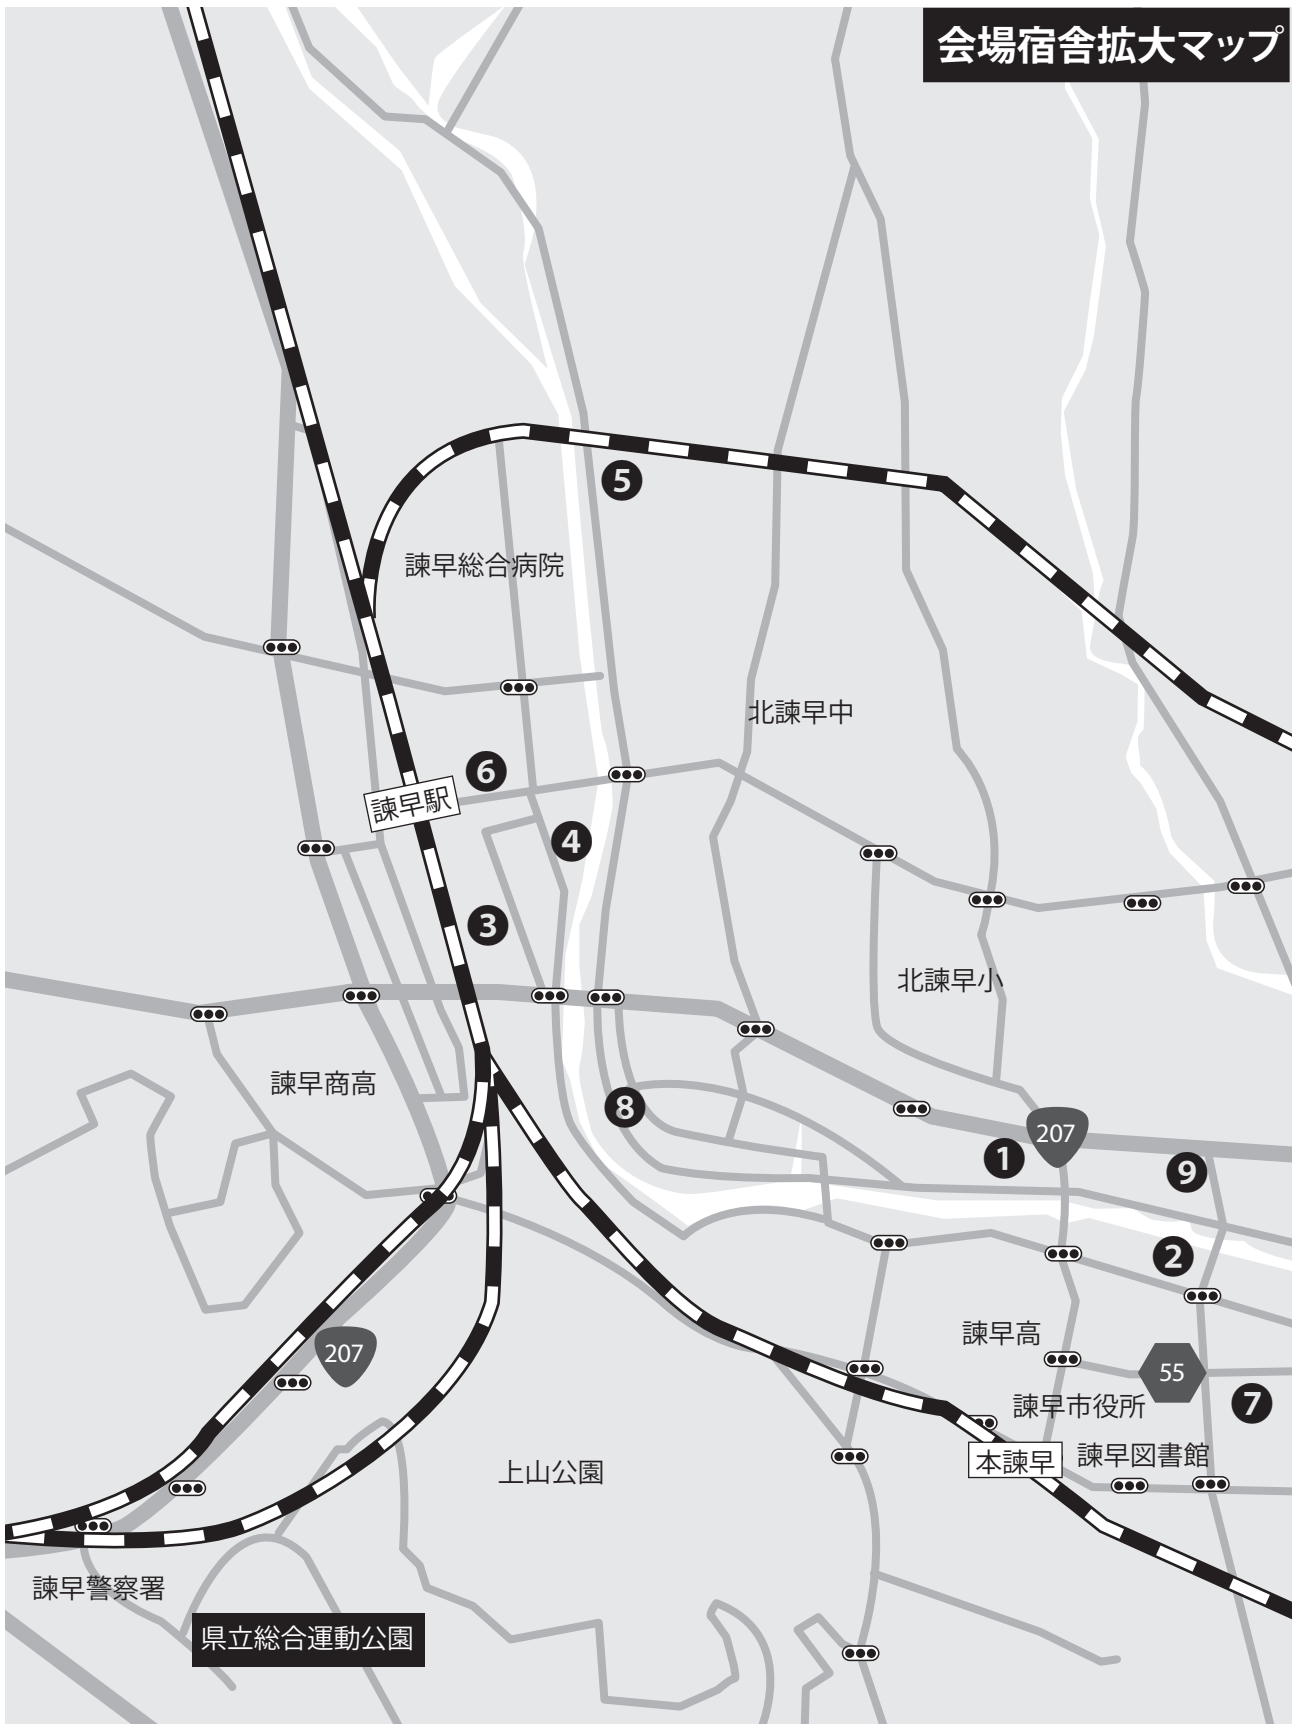 会場宿舎拡大マップ
5
諫早総合病院
北諫早中
6
諫早駅
4
3
北諫早小
諫早商高
8
207
1
9
2
諫早高
207
55
7
諫早市役所
諫早図書館
本諫早
上山公園
諫早警察署
県立総合運動公園